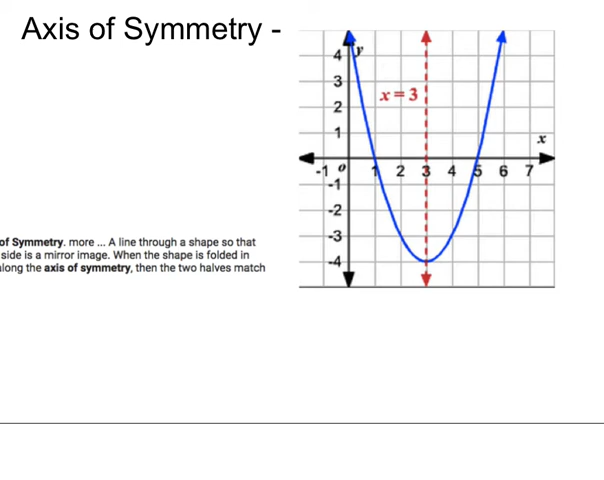 Axis of Symmetry -
y
4
3
2
1
x = 3
x
-1 0 1 2 3 4 5 6 7
-1
-2
-3
-4
of Symmetry. more ... A line through a shape so that
side is a mirror image. When the shape is folded in
along the axis of symmetry, then the two halves match